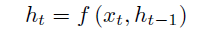 h_t = f (x_t, h_{t-1})